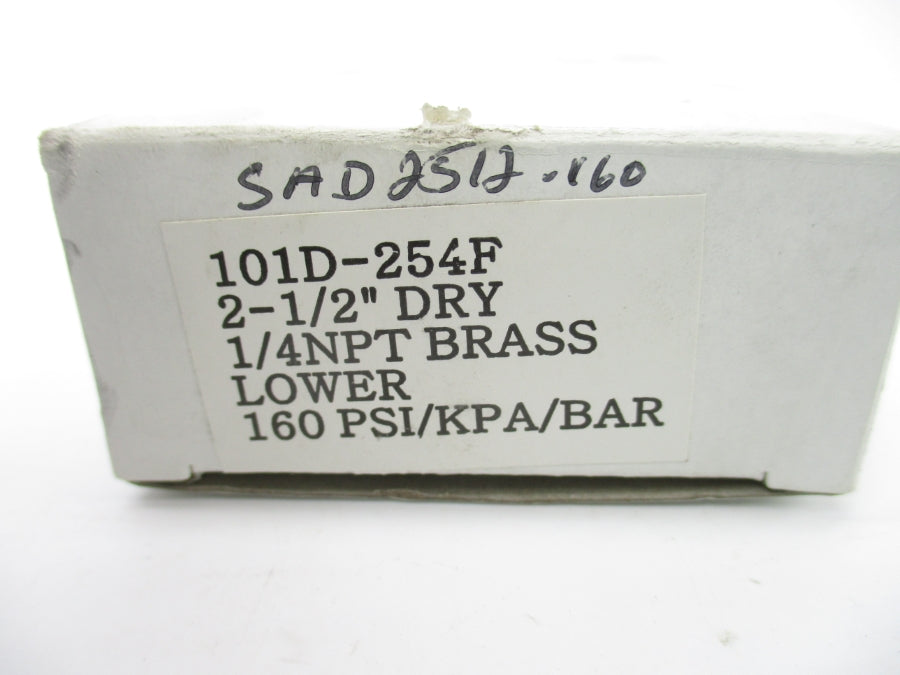 SAD2512-160
101D-254F
2-1/2" DRY
1/4NPT BRASS
LOWER
160 PSI/KPA/BAR